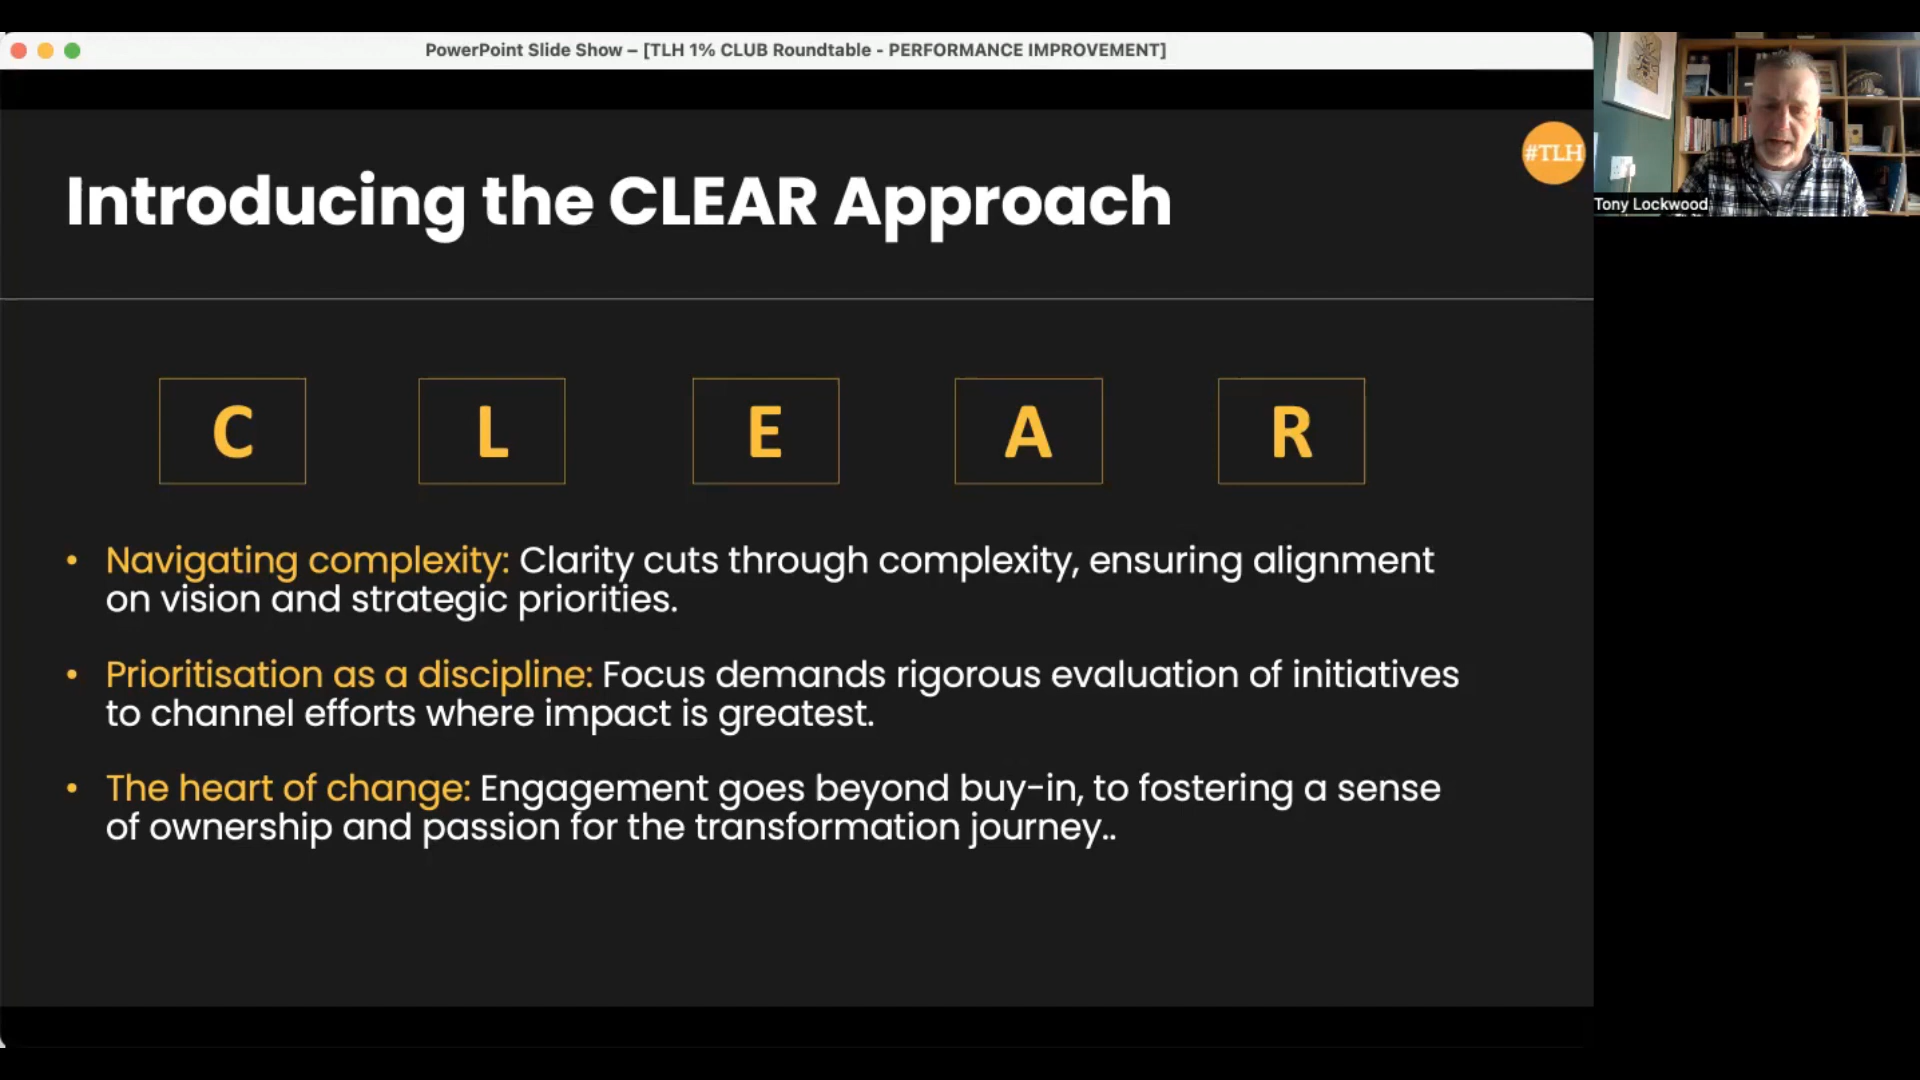 PowerPoint Slide Show – [TLH 1% CLUB Roundtable - PERFORMANCE IMPROVEMENT]
#TLH
Tony Lockwood
Introducing the CLEAR Approach
C L E A R
• Navigating complexity: Clarity cuts through complexity, ensuring alignment
on vision and strategic priorities.
• Prioritisation as a discipline: Focus demands rigorous evaluation of initiatives
to channel efforts where impact is greatest.
• The heart of change: Engagement goes beyond buy-in, to fostering a sense
of ownership and passion for the transformation journey..